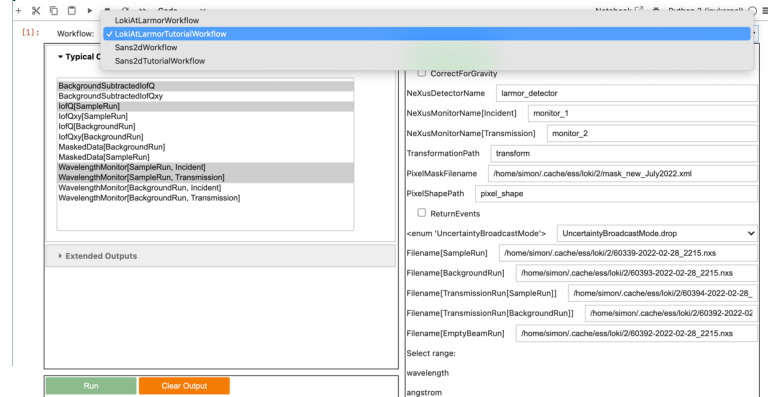 Code
Notebook
Python 3 (ipykernel)
[1]:
Workflow:
LokiAtLarmorWorkflow
✓ LokiAtLarmorTutorialWorkflow
Sans2dWorkflow
Sans2dTutorialWorkflow
Typical
BackgroundSubtractedIofQ
BackgroundSubtractedIofQxy
IofQ[SampleRun]
IofQxy[SampleRun]
IofQ[BackgroundRun]
IofQxy[BackgroundRun]
MaskedData[BackgroundRun]
MaskedData[SampleRun]
WavelengthMonitor[SampleRun, Incident]
WavelengthMonitor[SampleRun, Transmission]
WavelengthMonitor[BackgroundRun, Incident]
WavelengthMonitor[BackgroundRun, Transmission]
Extended Outputs
Run Clear Output
CorrectForGravity
NeXusDetectorName larmor_detector
NeXusMonitorName[Incident] monitor_1
NeXusMonitorName[Transmission] monitor_2
TransformationPath transform
PixelMaskFilename /home/simon/.cache/ess/loki/2/mask_new_July2022.xml
PixelShapePath pixel_shape
ReturnEvents
<enum 'UncertaintyBroadcastMode'> UncertaintyBroadcastMode.drop
Filename[SampleRun] /home/simon/.cache/ess/loki/2/60339-2022-02-28_2215.nxs
Filename[BackgroundRun] /home/simon/.cache/ess/loki/2/60393-2022-02-28_2215.nxs
Filename[TransmissionRun[SampleRun]] /home/simon/.cache/ess/loki/2/60394-2022-02-28_
Filename[TransmissionRun[BackgroundRun]] /home/simon/.cache/ess/loki/2/60392-2022-02
Filename[EmptyBeamRun] /home/simon/.cache/ess/loki/2/60392-2022-02-28_2215.nxs
Select range:
wavelength
angstrom